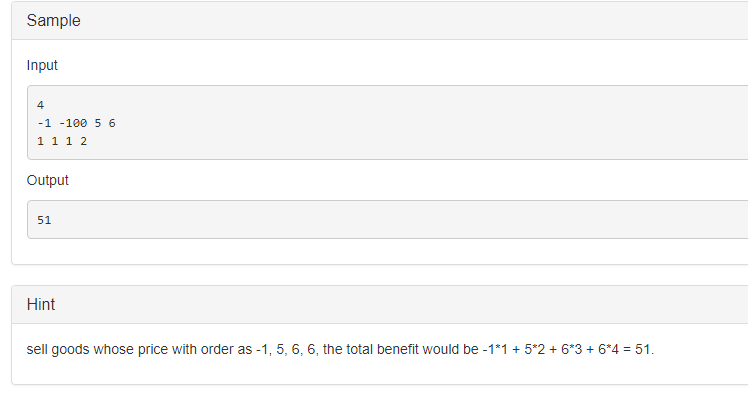 Sample
Input
4
-1 -100 5 6
1 1 1 2
Output
51
Hint
sell goods whose price with order as -1, 5, 6, 6, the total benefit would be -1*1 + 5*2 + 6*3 + 6*4 = 51.